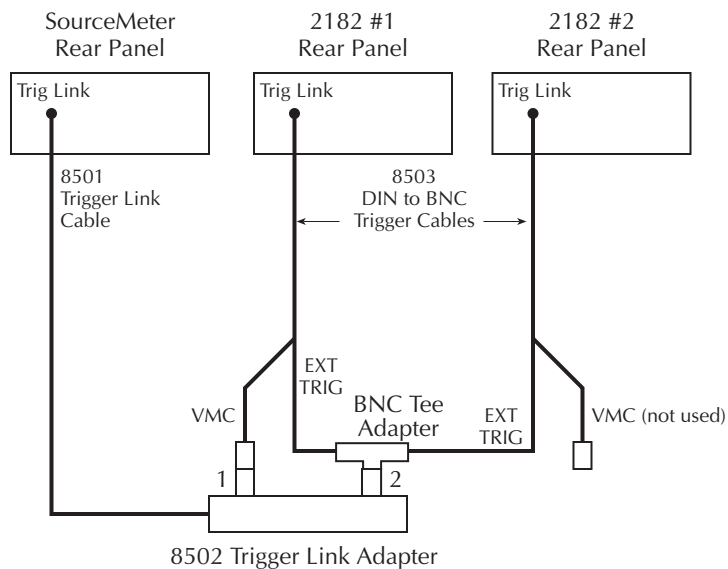 SourceMeter
Rear Panel
2182 #1
Rear Panel
2182 #2
Rear Panel
Trig Link
Trig Link
Trig Link
8501
Trigger Link
Cable
8503
DIN to BNC
Trigger Cables
EXT
TRIG
BNC Tee
Adapter
VMC
EXT
TRIG
VMC (not used)
1
2
8502 Trigger Link Adapter